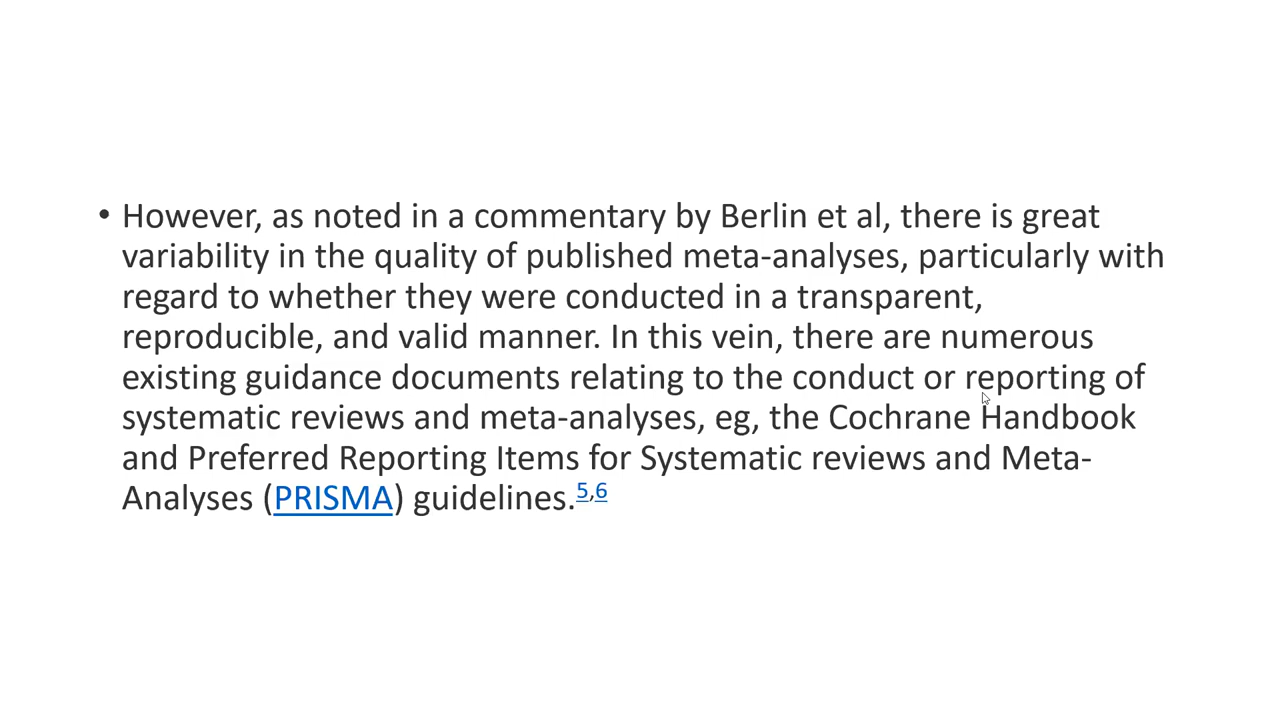 • However, as noted in a commentary by Berlin et al, there is great
variability in the quality of published meta-analyses, particularly with
regard to whether they were conducted in a transparent,
reproducible, and valid manner. In this vein, there are numerous
existing guidance documents relating to the conduct or reporting of
systematic reviews and meta-analyses, eg, the Cochrane Handbook
and Preferred Reporting Items for Systematic reviews and Meta-
Analyses (PRISMA) guidelines.5,6